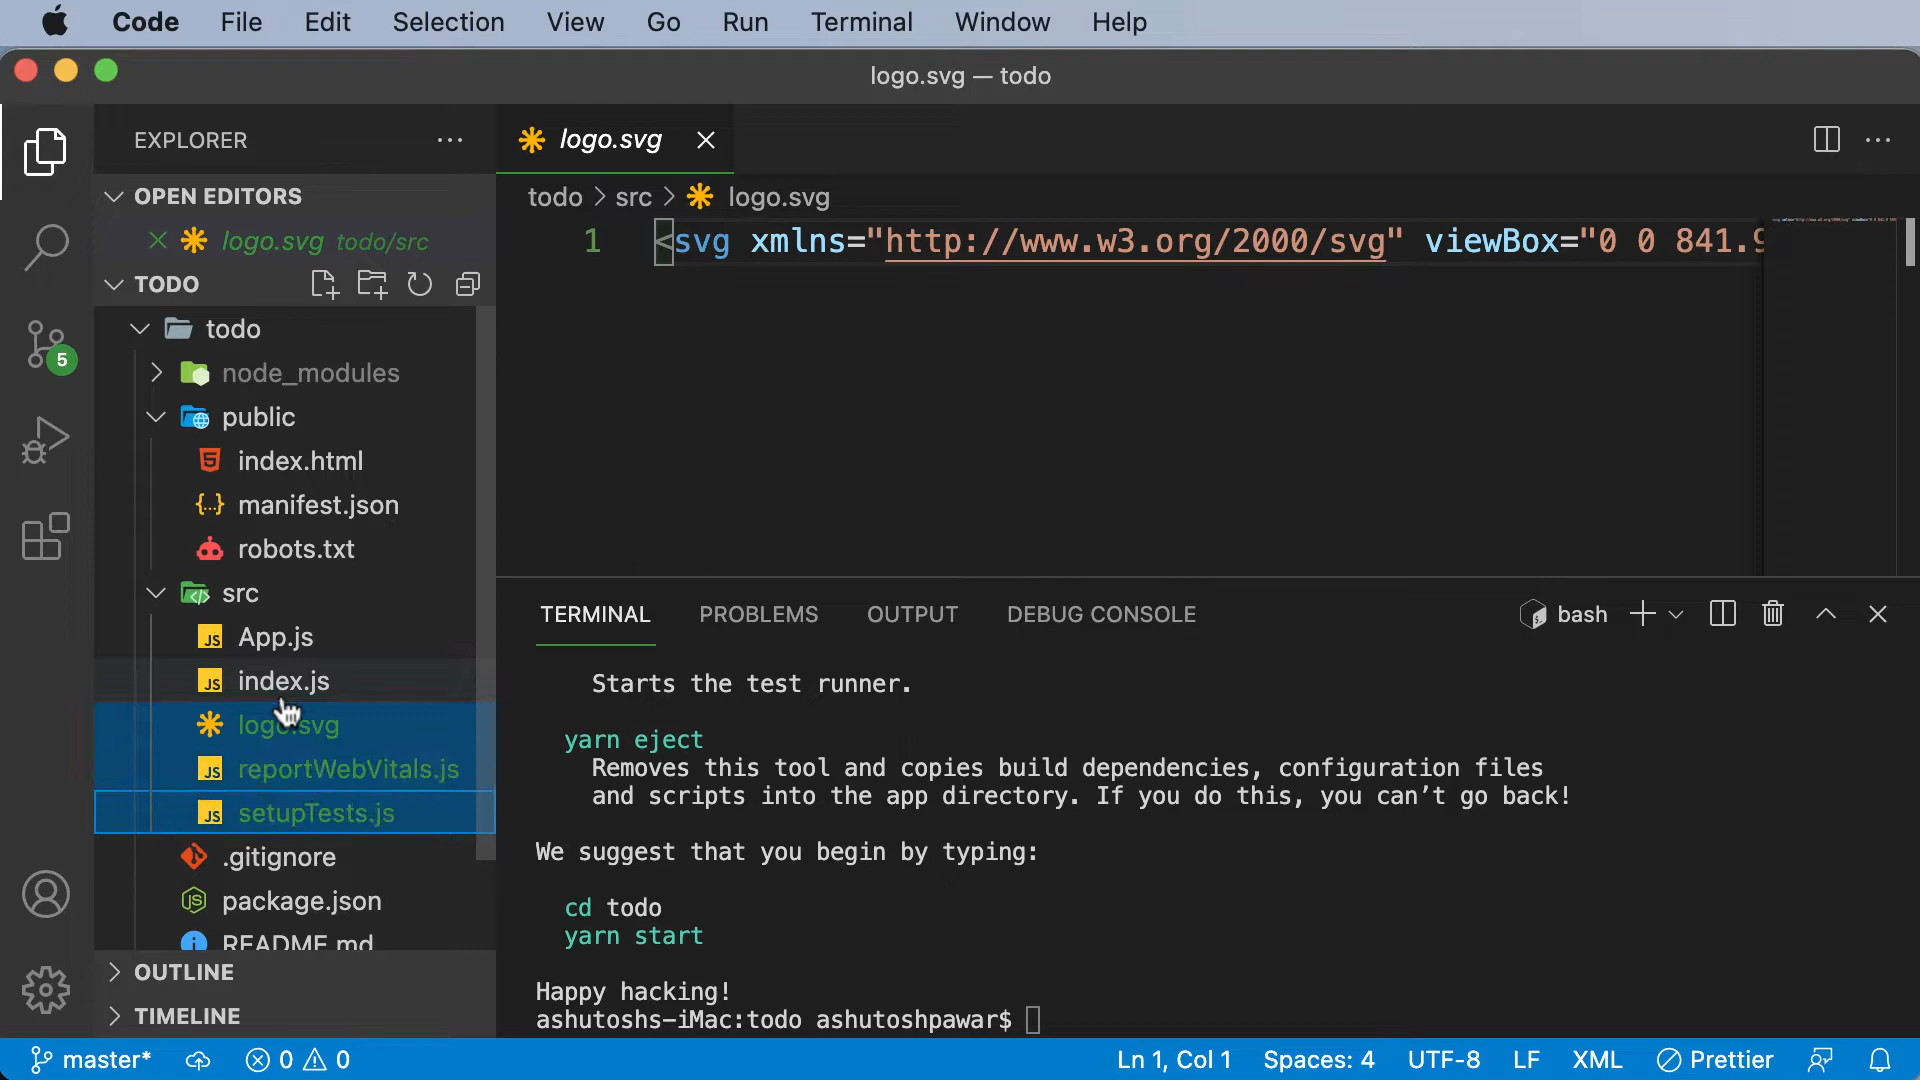 Code File Edit Selection View Go Run Terminal Window Help
logo.svg — todo
EXPLORER
OPEN EDITORS
logo.svg todo/src
TODO
todo
node_modules
public
index.html
manifest.json
robots.txt
src
App.js
index.js
logo.svg
reportWebVitals.js
setupTests.js
.gitignore
package.json
README.md
OUTLINE
TIMELINE
5
logo.svg
todo > src > logo.svg
1 <svg xmlns="http://www.w3.org/2000/svg" viewBox="0 0 841.9
TERMINAL PROBLEMS OUTPUT DEBUG CONSOLE bash
Starts the test runner.
yarn eject
Removes this tool and copies build dependencies, configuration files
and scripts into the app directory. If you do this, you can’t go back!
We suggest that you begin by typing:
cd todo
yarn start
Happy hacking!
ashutoshs-iMac:todo ashutoshpawar$
master* 0 0 Ln 1, Col 1 Spaces: 4 UTF-8 LF XML Prettier